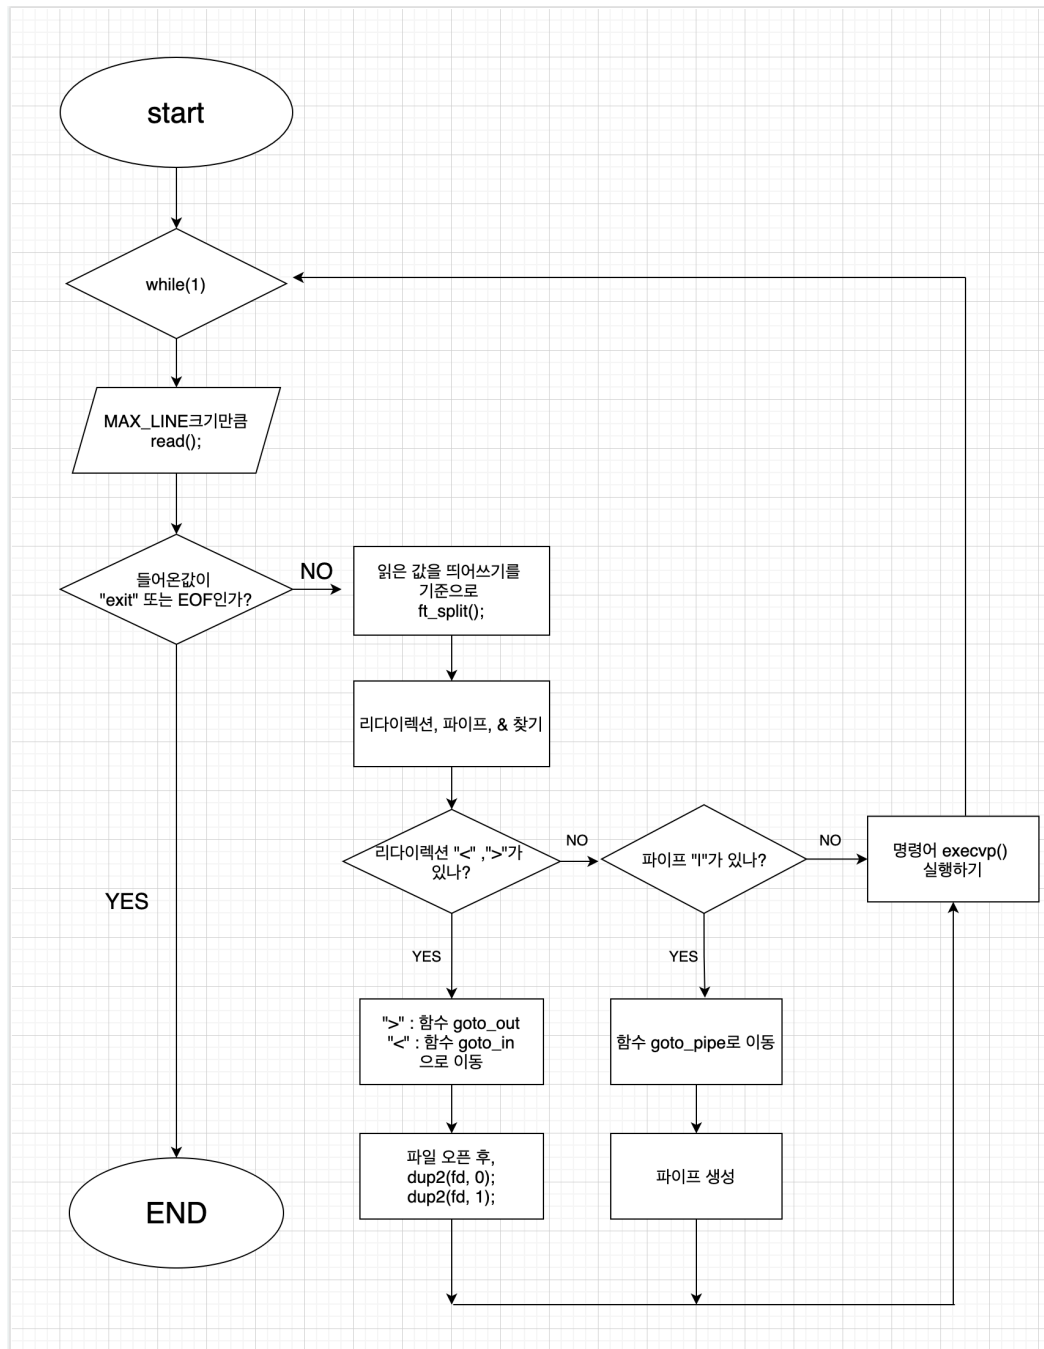 start
while(1)
MAX_LINE크기만큼
read();
들어온값이
"exit" 또는 EOF인가?
NO
읽은 값을 띄어쓰기를
기준으로
ft_split();
리다이렉션, 파이프, & 찾기
리다이렉션 "<" ,">"가
있나?
NO
파이프 "|"가 있나?
NO
명령어 execvp()
실행하기
YES
YES
YES
">" : 함수 goto_out
"<" : 함수 goto_in
으로 이동
함수 goto_pipe로 이동
파일 오픈 후,
dup2(fd, 0);
dup2(fd, 1);
파이프 생성
END